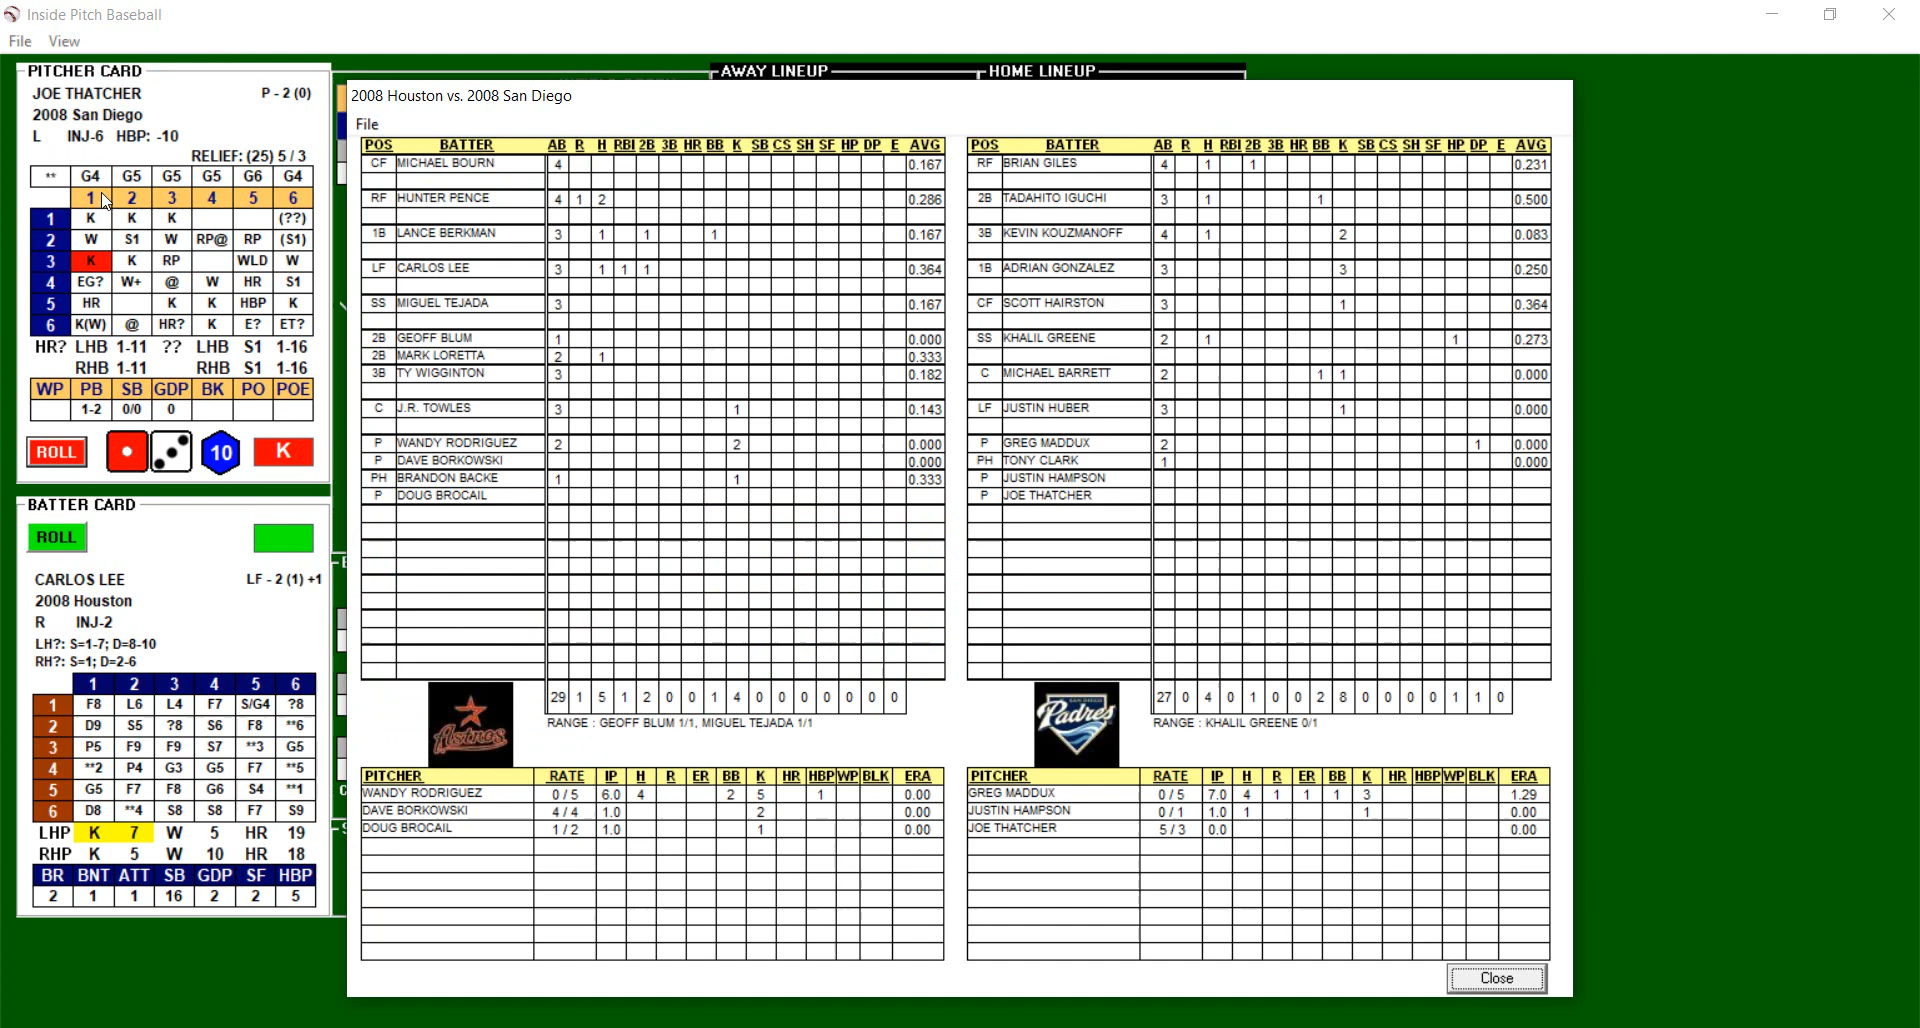 Inside Pitch Baseball
File View
PITCHER CARD
JOE THATCHER P - 2 (0)
2008 San Diego
L INJ-6 HBP: -10
RELIEF: (25) 5 / 3
** G4 G5 G5 G5 G6 G4
1 2 3 4 5 6
1 K K K (??)
2 W S1 W RP@ RP (S1)
3 K K RP WLD W
4 EG? W+ @ W HR S1
5 HR K K HBP K
6 K(W) @ HR? K E? ET?
HR? LHB 1-11 ?? LHB S1 1-16
RHB 1-11 RHB S1 1-16
WP PB SB GDP BK PO POE
1-2 0/0 0
ROLL 10 K
BATTER CARD
ROLL
CARLOS LEE LF - 2 (1) +1
2008 Houston
R INJ-2
LH?: S=1-7; D=8-10
RH?: S=1; D=2-6
1 2 3 4 5 6
1 F8 L6 L4 F7 S/G4 ?8
2 D9 S5 ?8 S6 F8 **6
3 P5 F9 F9 S7 **3 G5
4 **2 P4 G3 G5 F7 **5
5 G5 F7 F8 G6 S4 **1
6 D8 **4 S8 S8 F7 S9
LHP K 7 W 5 HR 19
RHP K 5 W 10 HR 18
BR BNT ATT SB GDP SF HBP
2 1 1 16 2 2 5
AWAY LINEUP HOME LINEUP
2008 Houston vs. 2008 San Diego
File
POS BATTER AB R H RBI 2B 3B HR BB K SB CS SH SF HP DP E AVG
CF MICHAEL BOURN 4 0.167
RF HUNTER PENCE 4 1 2 0.286
1B LANCE BERKMAN 3 1 1 1 0.167
LF CARLOS LEE 3 1 1 1 0.364
SS MIGUEL TEJADA 3 0.167
2B GEOFF BLUM 1 0.000
2B MARK LORETTA 2 1 0.333
3B TY WIGGINTON 3 0.182
C J.R. TOWLES 3 1 0.143
P WANDY RODRIGUEZ 2 2 0.000
P DAVE BORKOWSKI 0.000
PH BRANDON BACKE 1 1 0.333
P DOUG BROCAIL
29 1 5 1 2 0 0 1 4 0 0 0 0 0 0 0
RANGE : GEOFF BLUM 1/1, MIGUEL TEJADA 1/1
Astros
PITCHER RATE IP H R ER BB K HR HBP WP BLK ERA
WANDY RODRIGUEZ 0 / 5 6.0 4 2 5 1 0.00
DAVE BORKOWSKI 4 / 4 1.0 2 0.00
DOUG BROCAIL 1 / 2 1.0 1 0.00
POS BATTER AB R H RBI 2B 3B HR BB K SB CS SH SF HP DP E AVG
RF BRIAN GILES 4 1 1 0.231
2B TADAHITO IGUCHI 3 1 1 0.500
3B KEVIN KOUZMANOFF 4 1 2 0.083
1B ADRIAN GONZALEZ 3 3 0.250
CF SCOTT HAIRSTON 3 1 0.364
SS KHALIL GREENE 2 1 1 0.273
C MICHAEL BARRETT 2 1 1 0.000
LF JUSTIN HUBER 3 1 0.000
P GREG MADDUX 2 1 0.000
PH TONY CLARK 1 0.000
P JUSTIN HAMPSON
P JOE THATCHER
27 0 4 0 1 0 0 2 8 0 0 0 0 1 1 0
RANGE : KHALIL GREENE 0/1
SAN DIEGO
Padres
PITCHER RATE IP H R ER BB K HR HBP WP BLK ERA
GREG MADDUX 0 / 5 7.0 4 1 1 1 3 1.29
JUSTIN HAMPSON 0 / 1 1.0 1 1 0.00
JOE THATCHER 5 / 3 0.0 0.00
Close